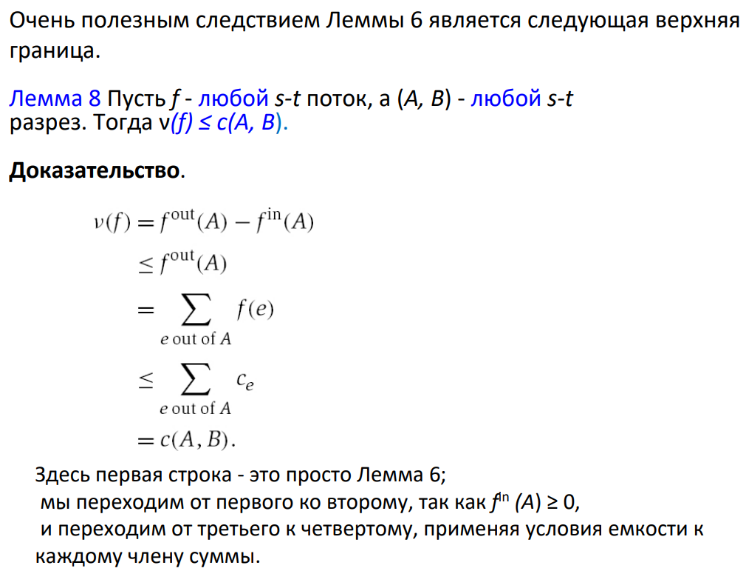 Очень полезным следствием Леммы 6 является следующая верхняя
граница.
Лемма 8 Пусть f - любой s-t поток, а (A, B) - любой s-t
разрез. Тогда ν(f) ≤ c(A, B).
Доказательство.
ν(f) = f^out(A) − f^in(A)
≤ f^out(A)
= ∑ f(e)
e out of A
≤ ∑ c_e
e out of A
= c(A, B).
Здесь первая строка - это просто Лемма 6;
мы переходим от первого ко второму, так как f^in (A) ≥ 0,
и переходим от третьего к четвертому, применяя условия емкости к
каждому члену суммы.